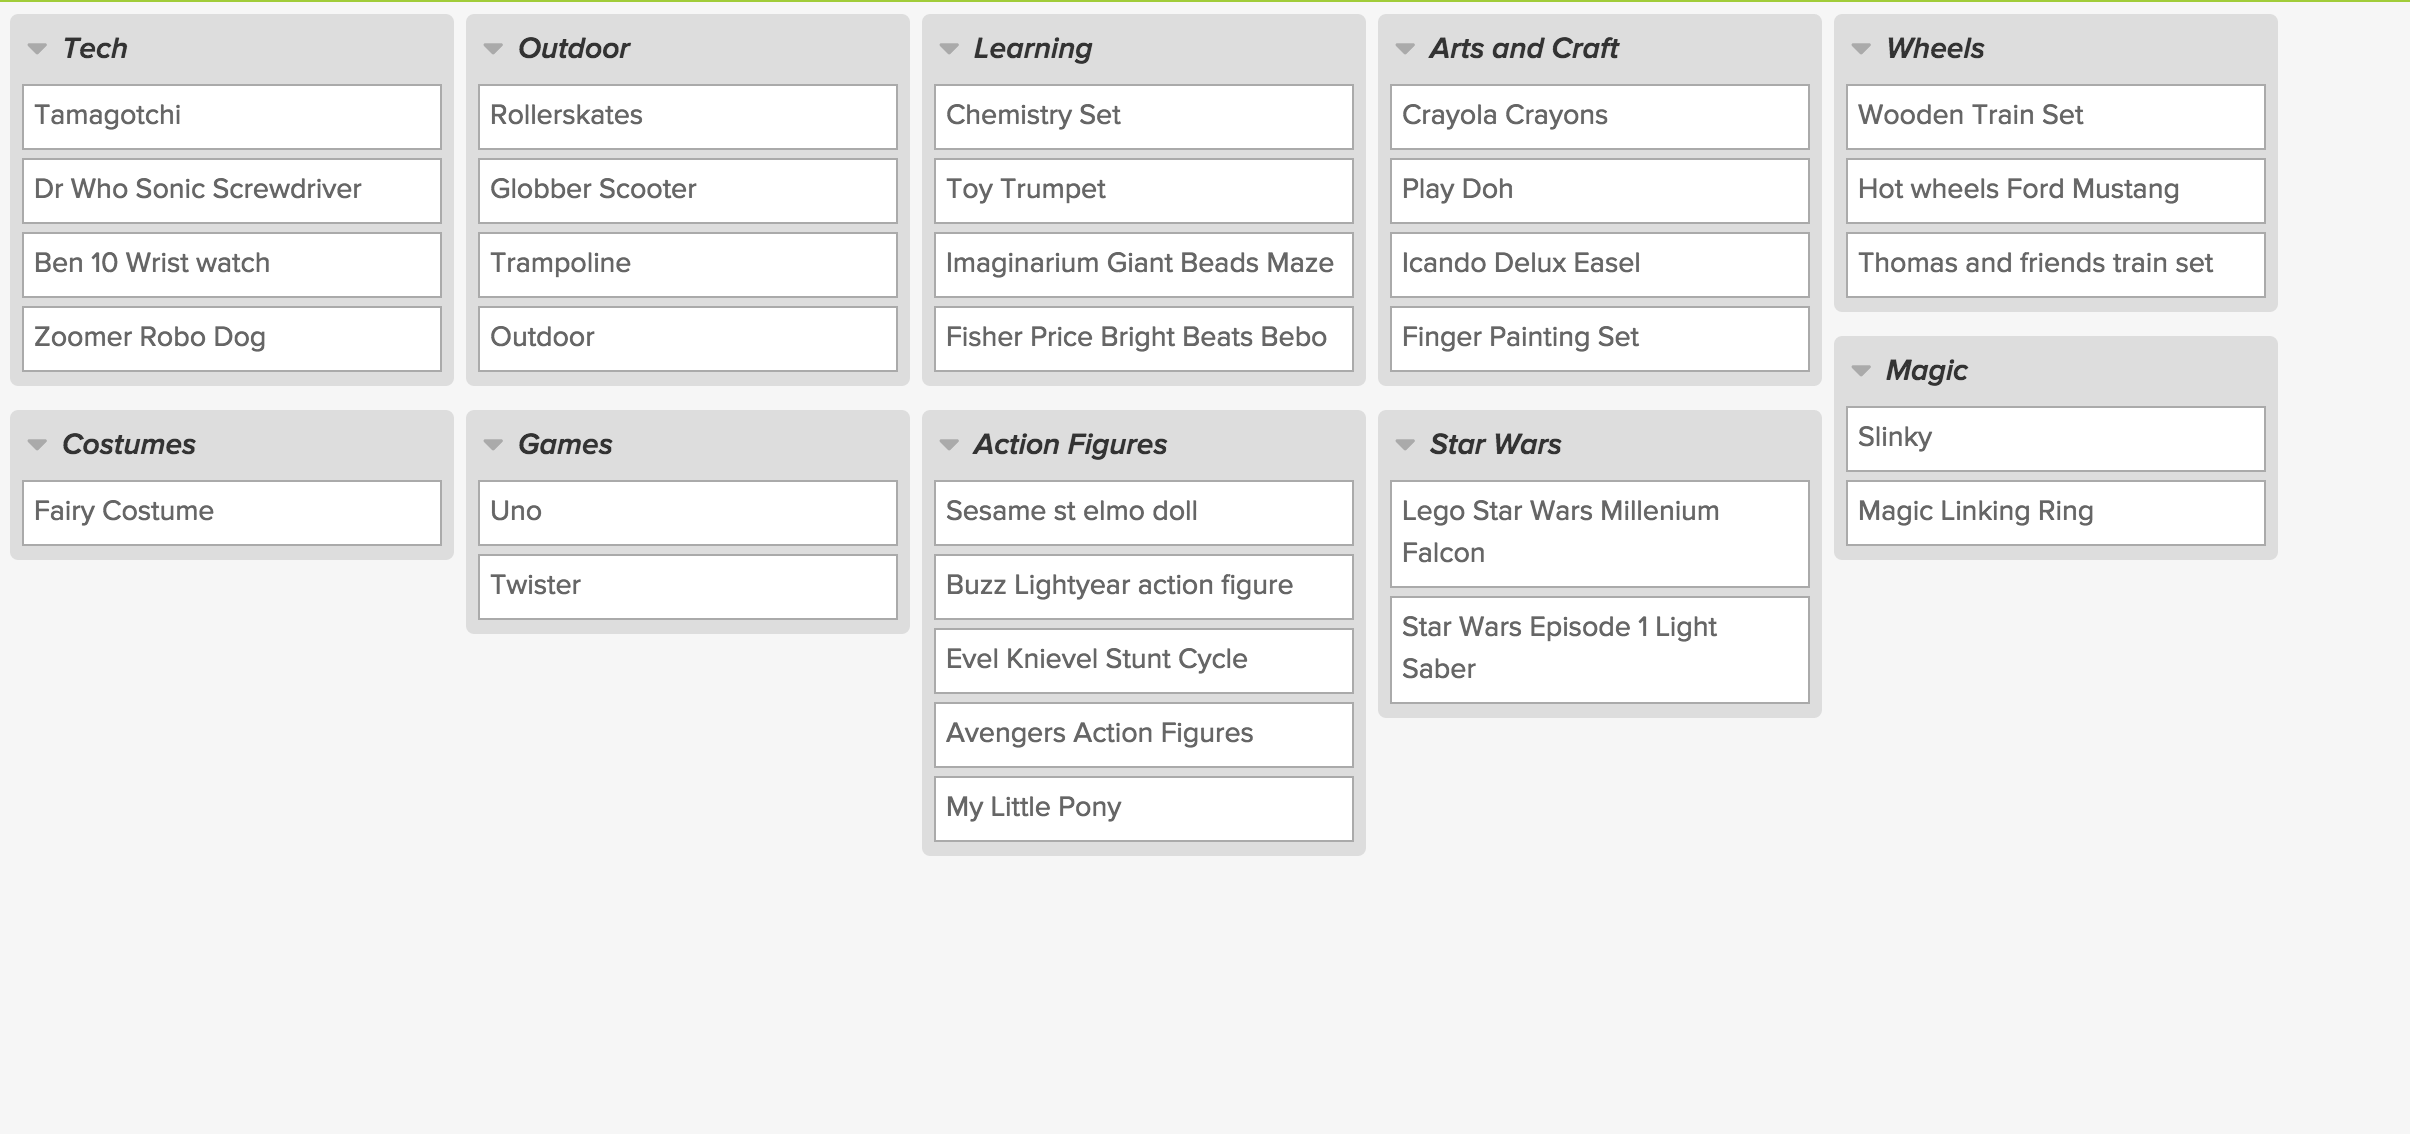 Tech
Tamagotchi
Dr Who Sonic Screwdriver
Ben 10 Wrist watch
Zoomer Robo Dog
Outdoor
Rollerskates
Globber Scooter
Trampoline
Outdoor
Learning
Chemistry Set
Toy Trumpet
Imaginarium Giant Beads Maze
Fisher Price Bright Beats Bebo
Arts and Craft
Crayola Crayons
Play Doh
Icando Delux Easel
Finger Painting Set
Wheels
Wooden Train Set
Hot wheels Ford Mustang
Thomas and friends train set
Costumes
Fairy Costume
Games
Uno
Twister
Action Figures
Sesame st elmo doll
Buzz Lightyear action figure
Evel Knievel Stunt Cycle
Avengers Action Figures
My Little Pony
Star Wars
Lego Star Wars Millenium
Falcon
Star Wars Episode 1 Light
Saber
Magic
Slinky
Magic Linking Ring